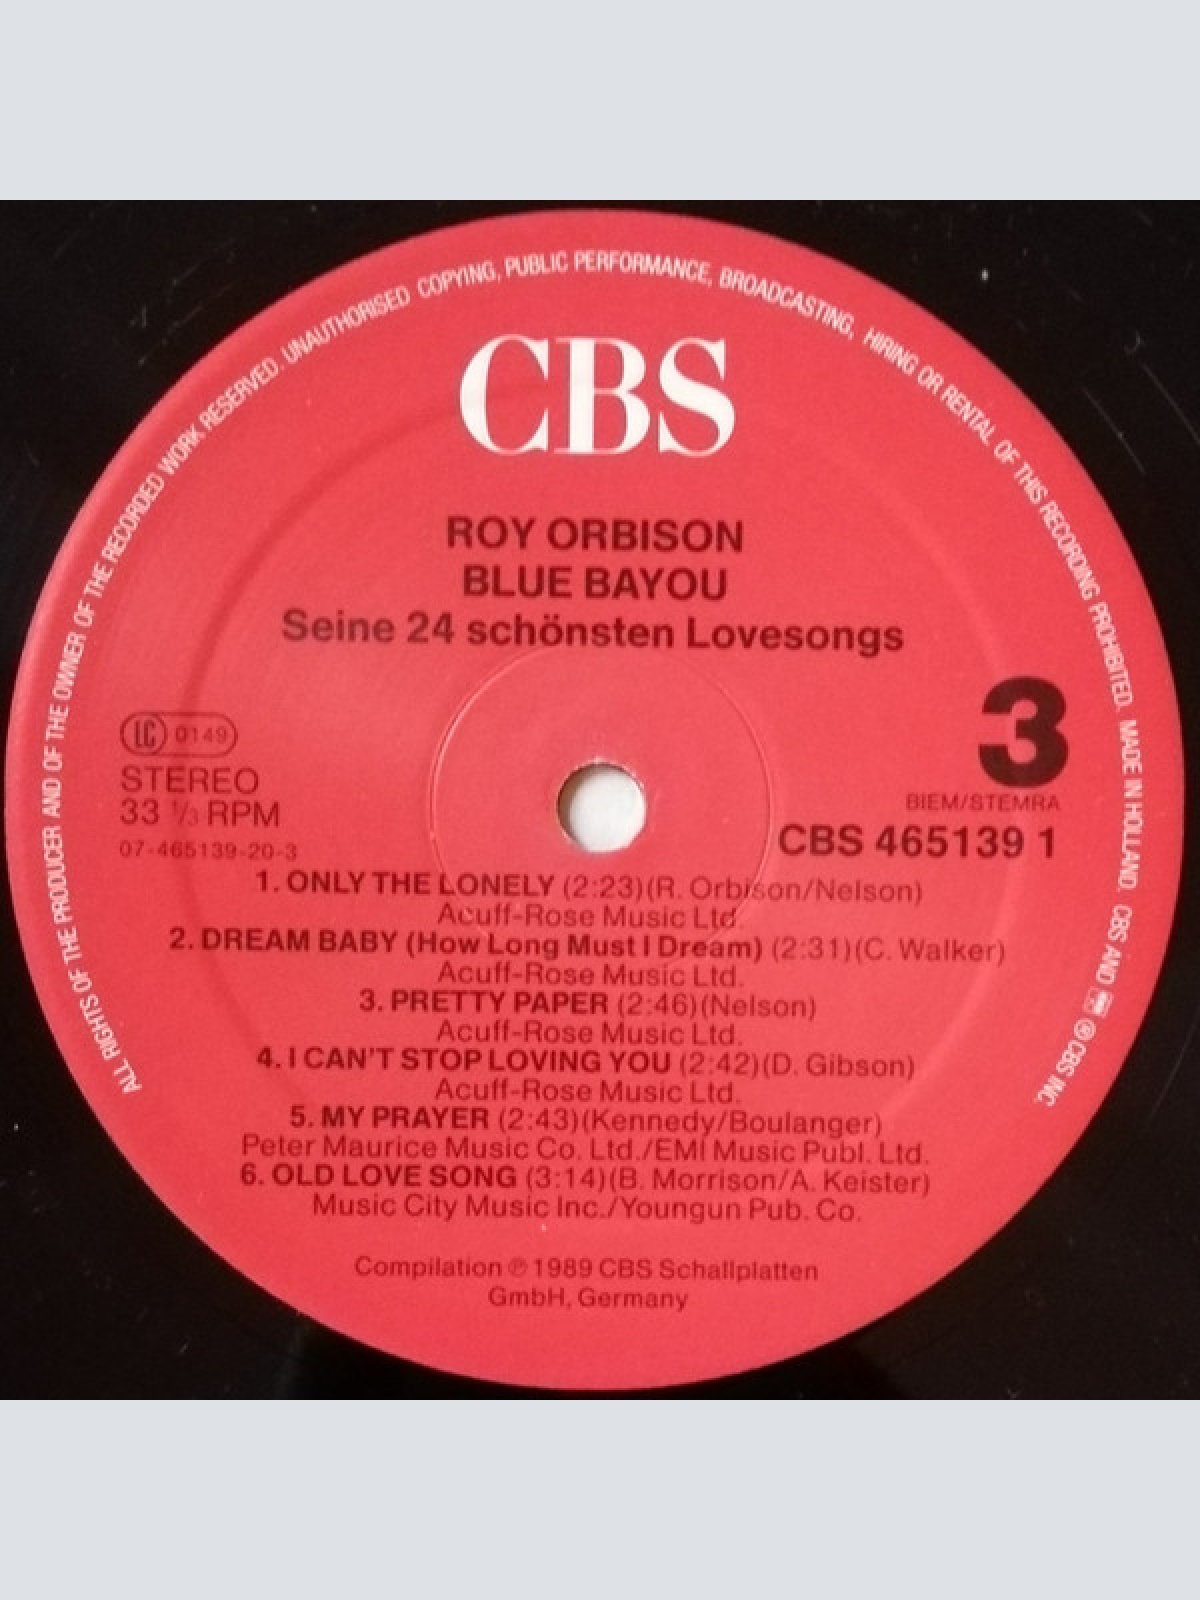 ALL RIGHTS OF THE PRODUCER AND OF THE OWNER OF THE RECORDED WORK RESERVED. UNAUTHORISED COPYING, PUBLIC PERFORMANCE, BROADCASTING, HIRING OR RENTAL OF THIS RECORDING PROHIBITED. MADE IN HOLLAND. CBS AND ℗ CBS INC.
CBS
ROY ORBISON
BLUE BAYOU
Seine 24 schönsten Lovesongs
3
LC 0149
STEREO
33 ⅓ RPM
07-465139-20-3
BIEM/STEMRA
CBS 465139 1
1. ONLY THE LONELY (2:23)(R. Orbison/Nelson)
Acuff-Rose Music Ltd.
2. DREAM BABY (How Long Must I Dream) (2:31)(C. Walker)
Acuff-Rose Music Ltd.
3. PRETTY PAPER (2:46)(Nelson)
Acuff-Rose Music Ltd.
4. I CAN'T STOP LOVING YOU (2:42)(D. Gibson)
Acuff-Rose Music Ltd.
5. MY PRAYER (2:43)(Kennedy/Boulanger)
Peter Maurice Music Co. Ltd./EMI Music Publ. Ltd.
6. OLD LOVE SONG (3:14)(B. Morrison/A. Keister)
Music City Music Inc./Youngun Pub. Co.
Compilation ℗ 1989 CBS Schallplatten
GmbH, Germany